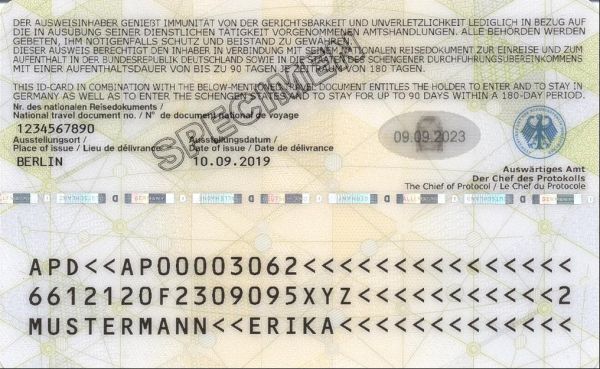 DER AUSWEISINHABER GENIEST IMMUNITÄT VON DER GERICHTSBARKEIT UND UNVERLETZLICHKEIT LEDIGLICH IN BEZUG AUF
DIE IN AUSÜBUNG SEINER DIENSTLICHEN TÄTIGKEIT VORGENOMMEN AMTSHANDLUNGEN. ALLE BEHÖRDEN WERDEN
GEBETEN, IHM NÖTIGENFALLS SCHUTZ UND BEISTAND ZU GEWÄHREN.
DIESER AUSWEIS BERECHTIGT DEN INHABER IN VERBINDUNG MIT SEINEM NATIONALEN REISEDOKUMENT ZUR EINREISE UND ZUM
AUFENTHALT IN DER BUNDESREPUBLIK DEUTSCHLAND SOWIE IN DIE STAATEN DES SCHENGENER DURCHFÜHRUNGSÜBEREINKOMMENS
MIT EINER AUFENTHALTSDAUER VON BIS ZU 90 TAGEN JE ZEITRAUM VON 180 TAGEN.
THIS ID-CARD IN COMBINATION WITH THE BELOW-MENTIONED TRAVEL DOCUMENT ENTITLES THE HOLDER TO ENTER AND TO STAY IN
GERMANY AS WELL AS TO ENTER THE SCHENGEN STATES AND TO STAY FOR UP TO 90 DAYS WITHIN A 180-DAY PERIOD.
SPECIMEN
Nr. des nationalen Reisedokuments /
National travel document no. / N° de document national de voyage
1234567890
Ausstellungsort / Ausstellungsdatum /
Place of issue / Lieu de délivrance Date of issue / Date de délivrance
BERLIN 10.09.2019
09.09.2023
Auswärtiges Amt
Der Chef des Protokolls
The Chief of Protocol / Le Chef du Protocole
APD<<AP00003062<<<<<<<<<<<<<<<
6612120F2309095XYZ<<<<<<<<<<<2
MUSTERMANN<<ERIKA<<<<<<<<<<<<<